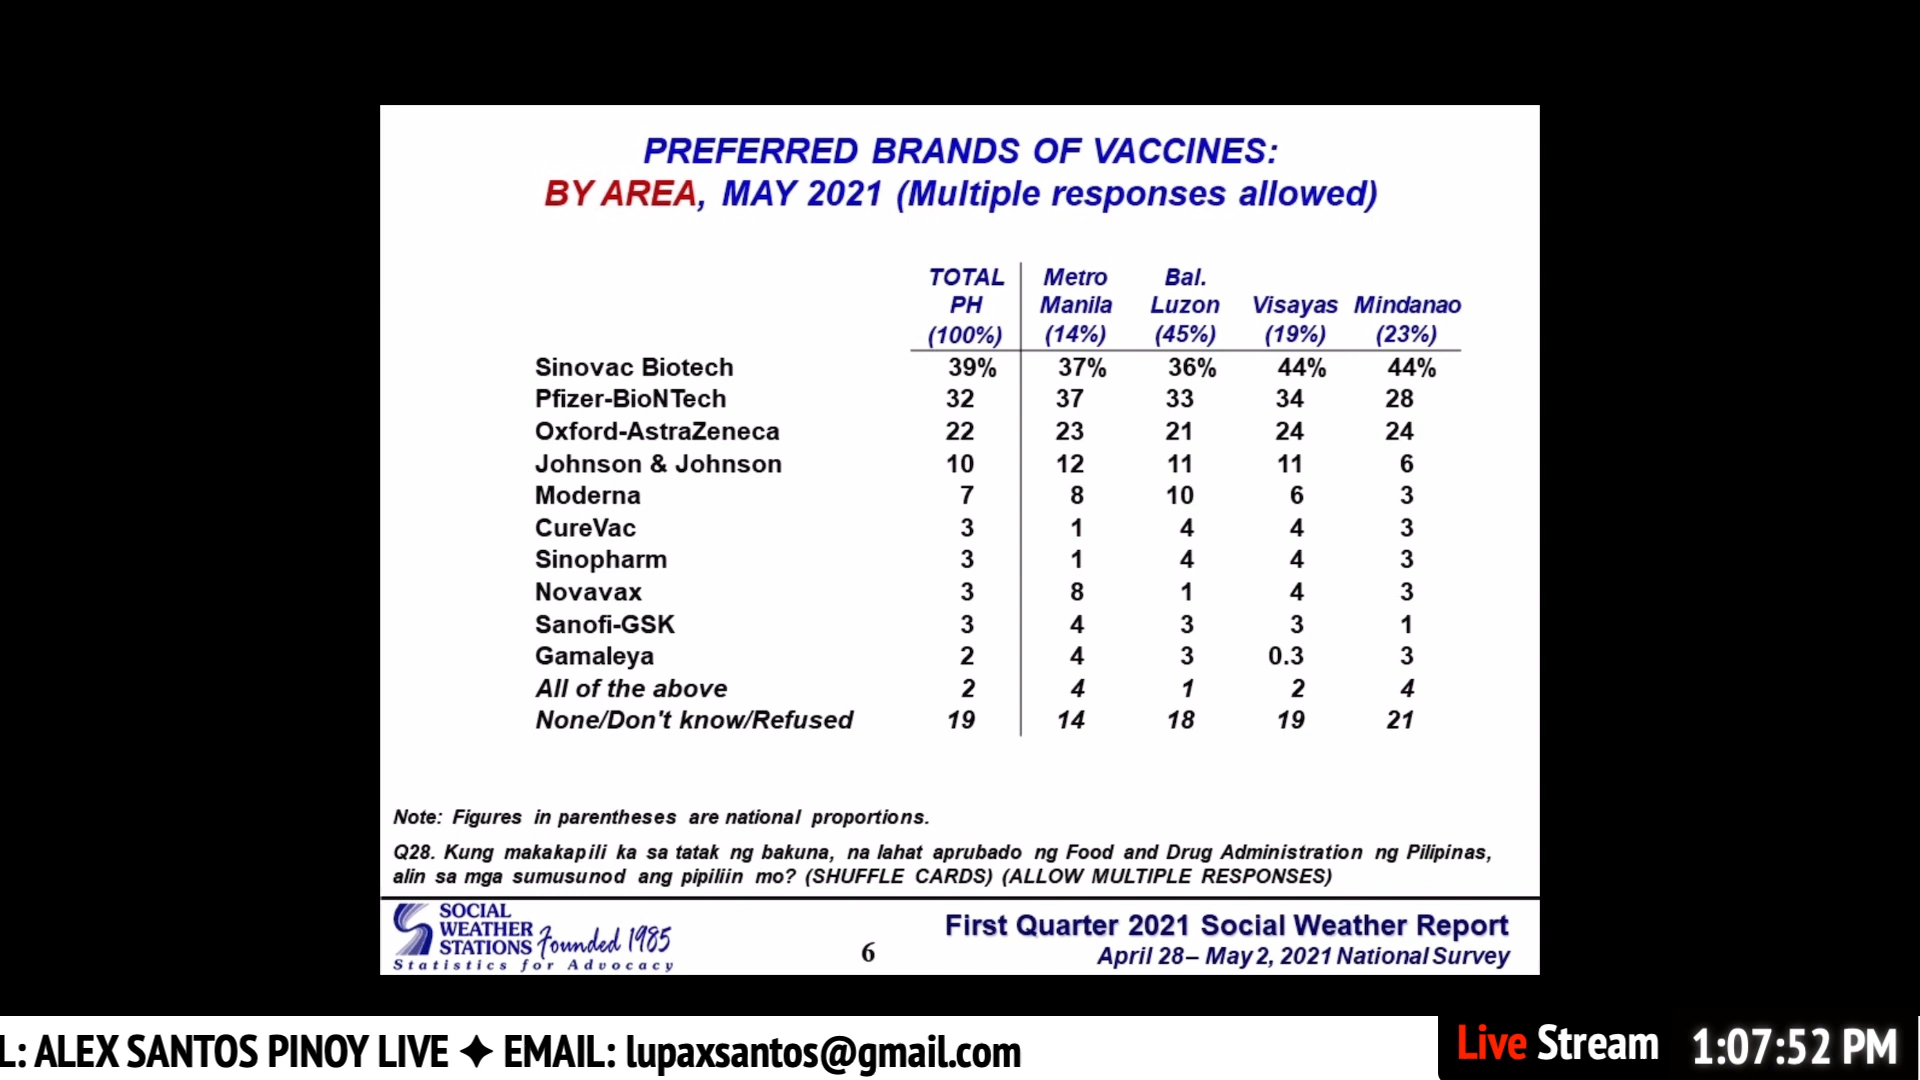 PREFERRED BRANDS OF VACCINES:
BY AREA, MAY 2021 (Multiple responses allowed)
TOTAL PH (100%) Metro Manila (14%) Bal. Luzon (45%) Visayas (19%) Mindanao (23%)
Sinovac Biotech 39% 37% 36% 44% 44%
Pfizer-BioNTech 32 37 33 34 28
Oxford-AstraZeneca 22 23 21 24 24
Johnson & Johnson 10 12 11 11 6
Moderna 7 8 10 6 3
CureVac 3 1 4 4 3
Sinopharm 3 1 4 4 3
Novavax 3 8 1 4 3
Sanofi-GSK 3 4 3 3 1
Gamaleya 2 4 3 0.3 3
All of the above 2 4 1 2 4
None/Don't know/Refused 19 14 18 19 21
Note: Figures in parentheses are national proportions.
Q28. Kung makakapili ka sa tatak ng bakuna, na lahat aprubado ng Food and Drug Administration ng Pilipinas,
alin sa mga sumusunod ang pipiliin mo? (SHUFFLE CARDS) (ALLOW MULTIPLE RESPONSES)
SOCIAL
WEATHER
STATIONS Founded 1985
Statistics for Advocacy
6
First Quarter 2021 Social Weather Report
April 28– May 2, 2021 National Survey
L: ALEX SANTOS PINOY LIVE ✦ EMAIL: lupaxsantos@gmail.com
Live Stream 1:07:52 PM